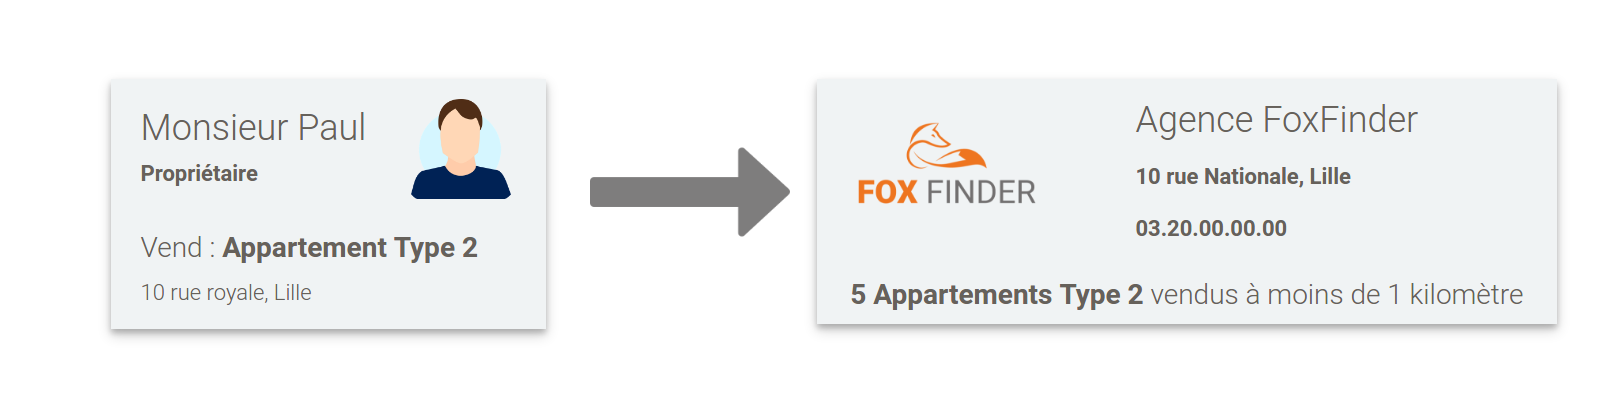 Monsieur Paul
Propriétaire
Vend : Appartement Type 2
10 rue royale, Lille
FOX FINDER
Agence FoxFinder
10 rue Nationale, Lille
03.20.00.00.00
5 Appartements Type 2 vendus à moins de 1 kilomètre